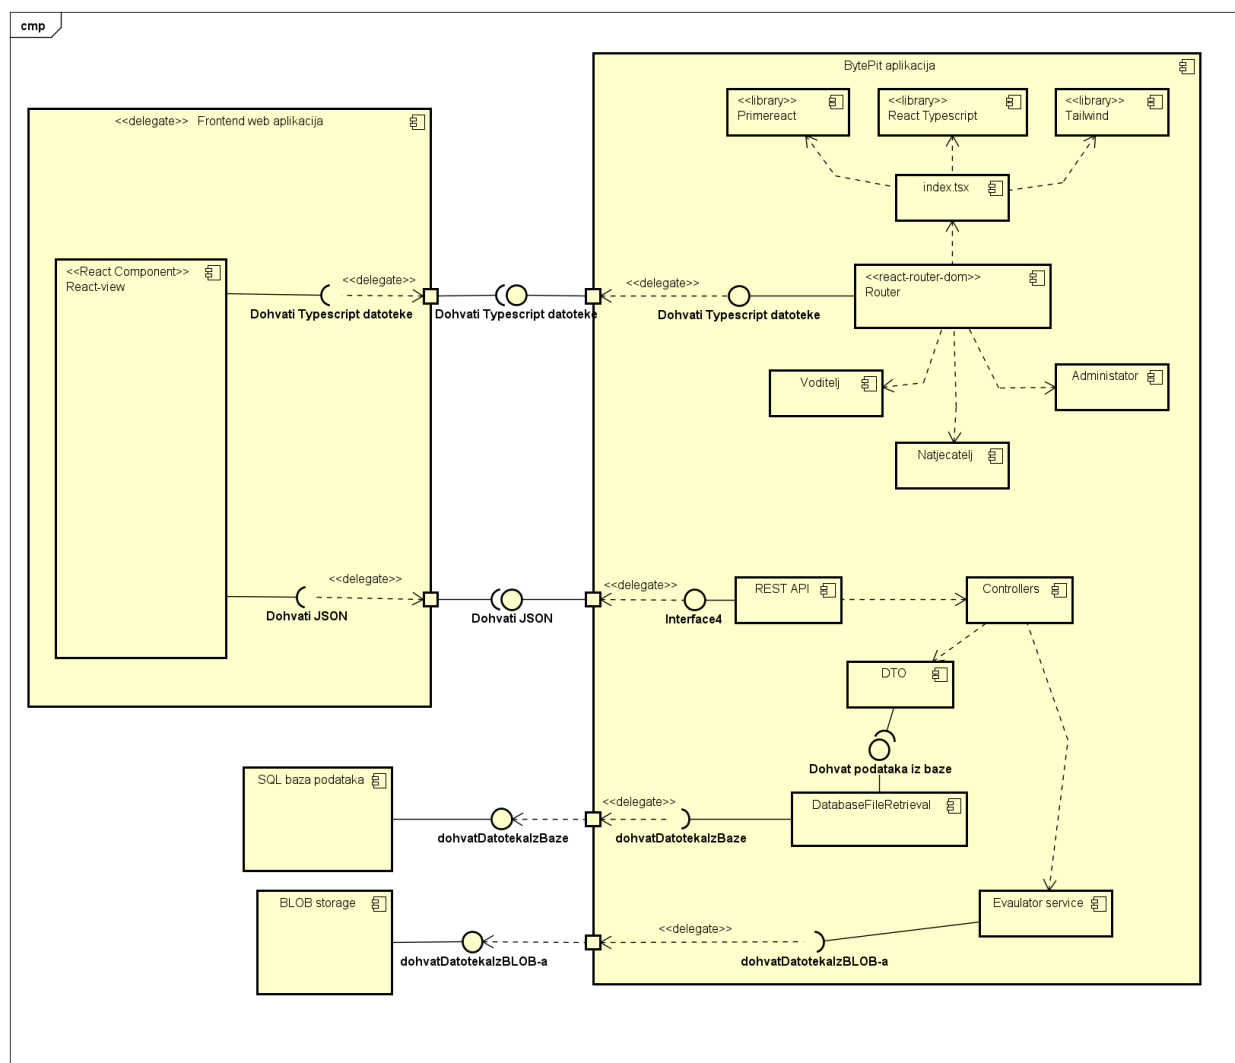 cmp
BytePit aplikacija
<<library>>
Primereact
<<library>>
React Typescript
<<library>>
Tailwind
<<delegate>> Frontend web aplikacija
index.tsx
<<React Component>>
React-view
<<delegate>>
Dohvati Typescript datoteke
Dohvati Typescript datoteke
<<delegate>>
Dohvati Typescript datoteke
<<react-router-dom>>
Router
Voditelj
Administator
Natjecatelj
<<delegate>>
Dohvati JSON
Dohvati JSON
<<delegate>>
Interface4
REST API
Controllers
DTO
Dohvat podataka iz baze
SQL baza podataka
dohvatDatotekaIzBaze
<<delegate>>
dohvatDatotekaIzBaze
DatabaseFileRetrieval
BLOB storage
dohvatDatotekaIzBLOB-a
<<delegate>>
dohvatDatotekaIzBLOB-a
Evaulator service